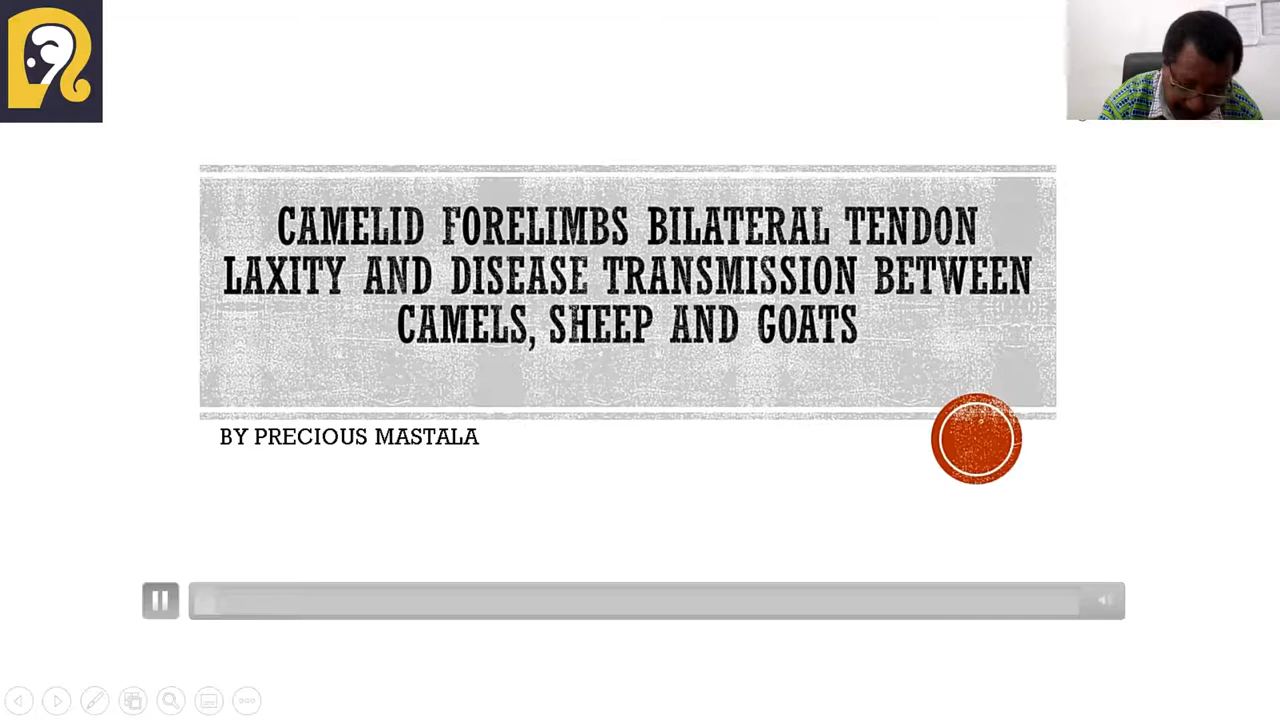 CAMELID FORELIMBS BILATERAL TENDON
LAXITY AND DISEASE TRANSMISSION BETWEEN
CAMELS, SHEEP AND GOATS
BY PRECIOUS MASTALA